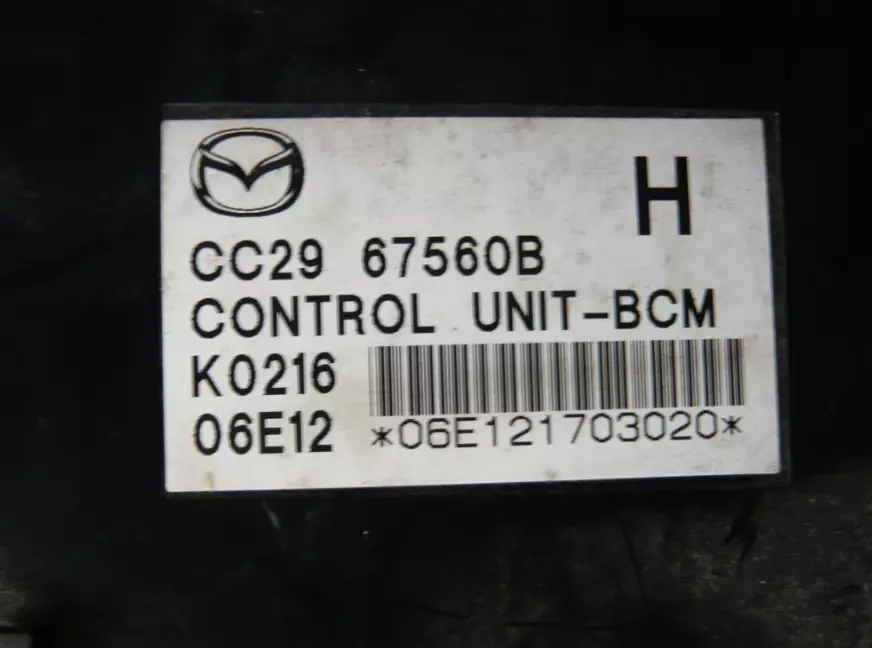 H
CC29 67560B
CONTROL UNIT-BCM
K0216
06E12 *06E121703020*